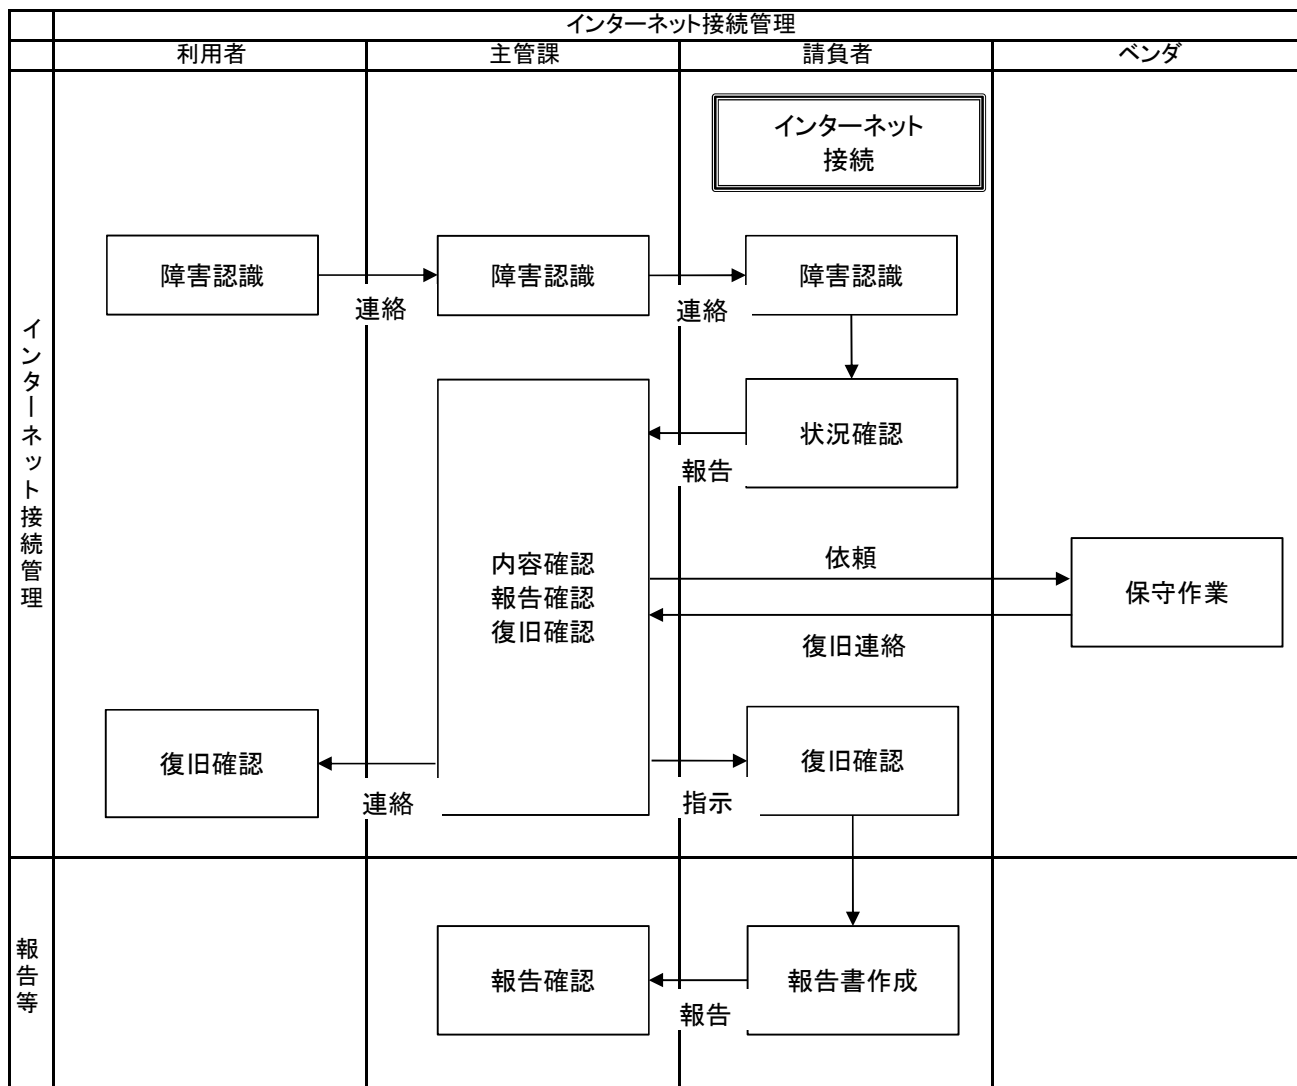 インターネット接続管理
利用者
主管課
請負者
ベンダ
インターネット接続管理
インターネット
接続
障害認識
連絡
障害認識
連絡
障害認識
状況確認
報告
内容確認
報告確認
復旧確認
依頼
保守作業
復旧連絡
復旧確認
連絡
指示
復旧確認
報告等
報告確認
報告
報告書作成